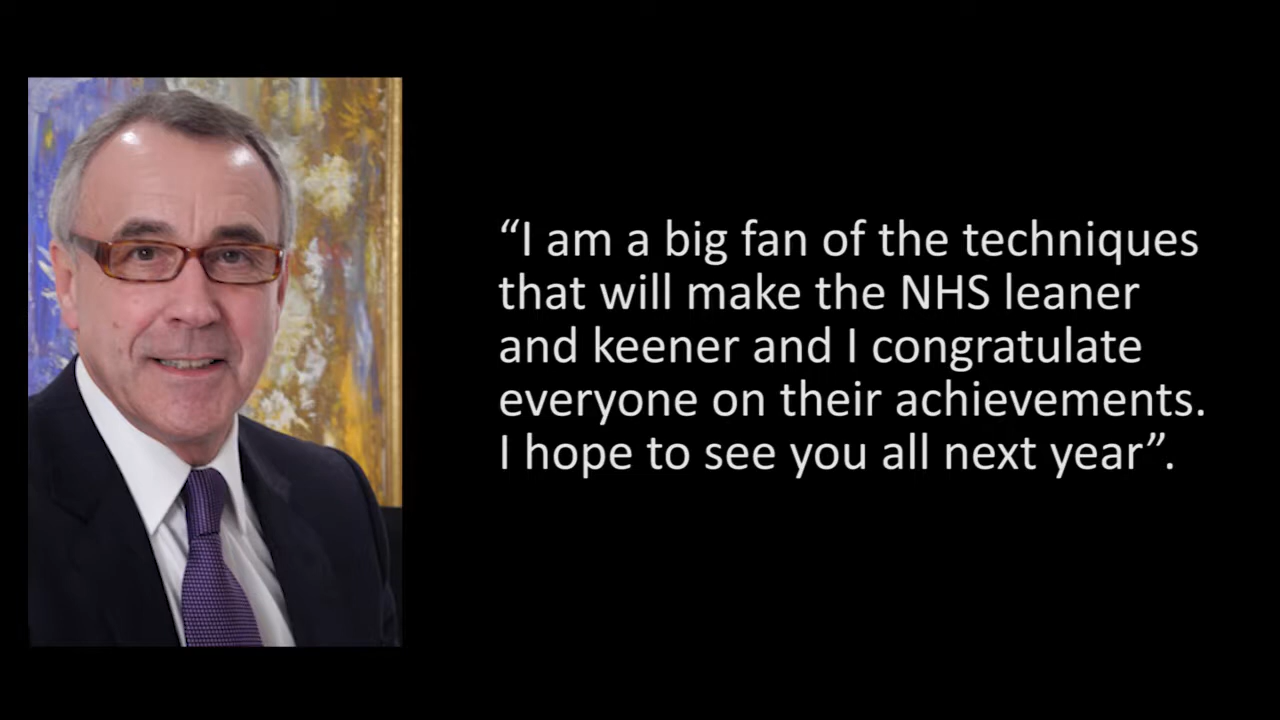 “I am a big fan of the techniques
that will make the NHS leaner
and keener and I congratulate
everyone on their achievements.
I hope to see you all next year”.